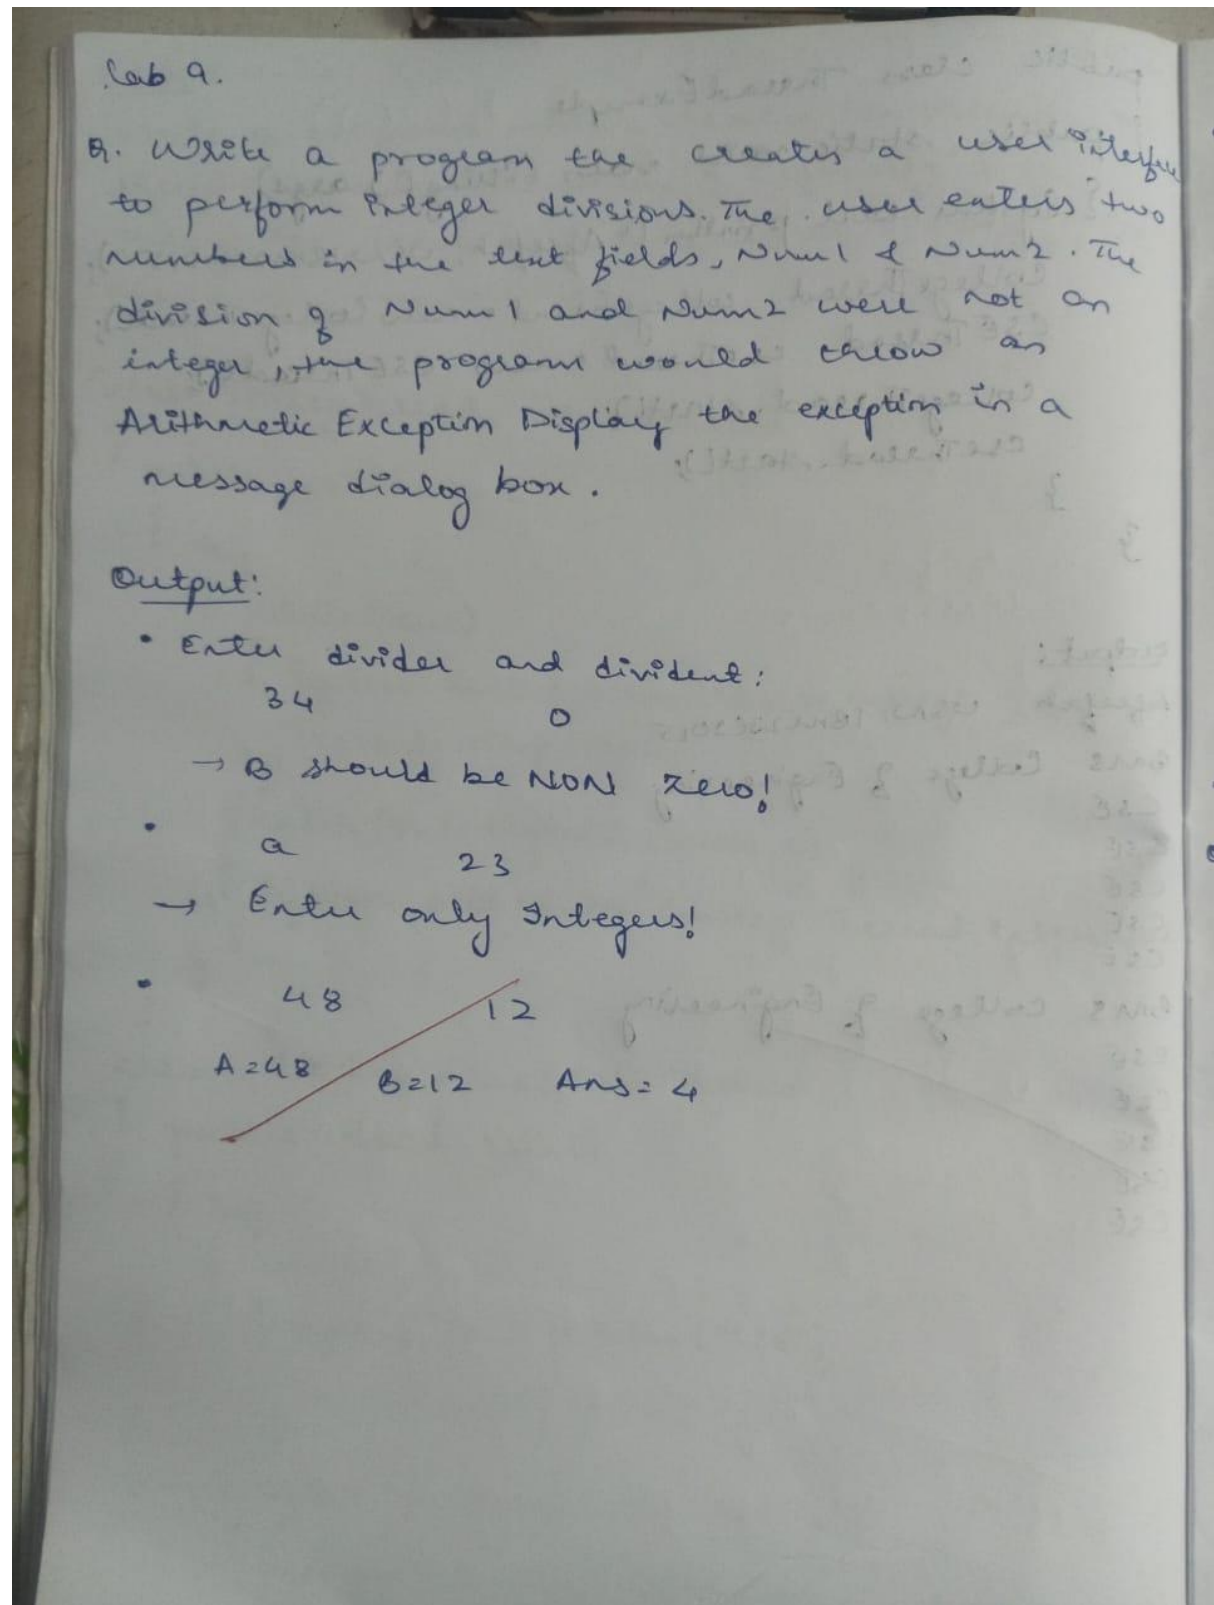 Lab 9.
Q. Write a program the creates a user interface
to perform integer divisions. The user enters two
numbers in the text fields, Num1 & Num2. The
division of Num1 and Num2 were not an
integer, the program would throw an
Arithmetic Exception Display the exception in a
message dialog box.
Output:
• Enter divider and divident:
34 0
→ B should be NON Zero!
• a 23
→ Enter only Integers!
• 48 12
A=48 B=12 Ans= 4